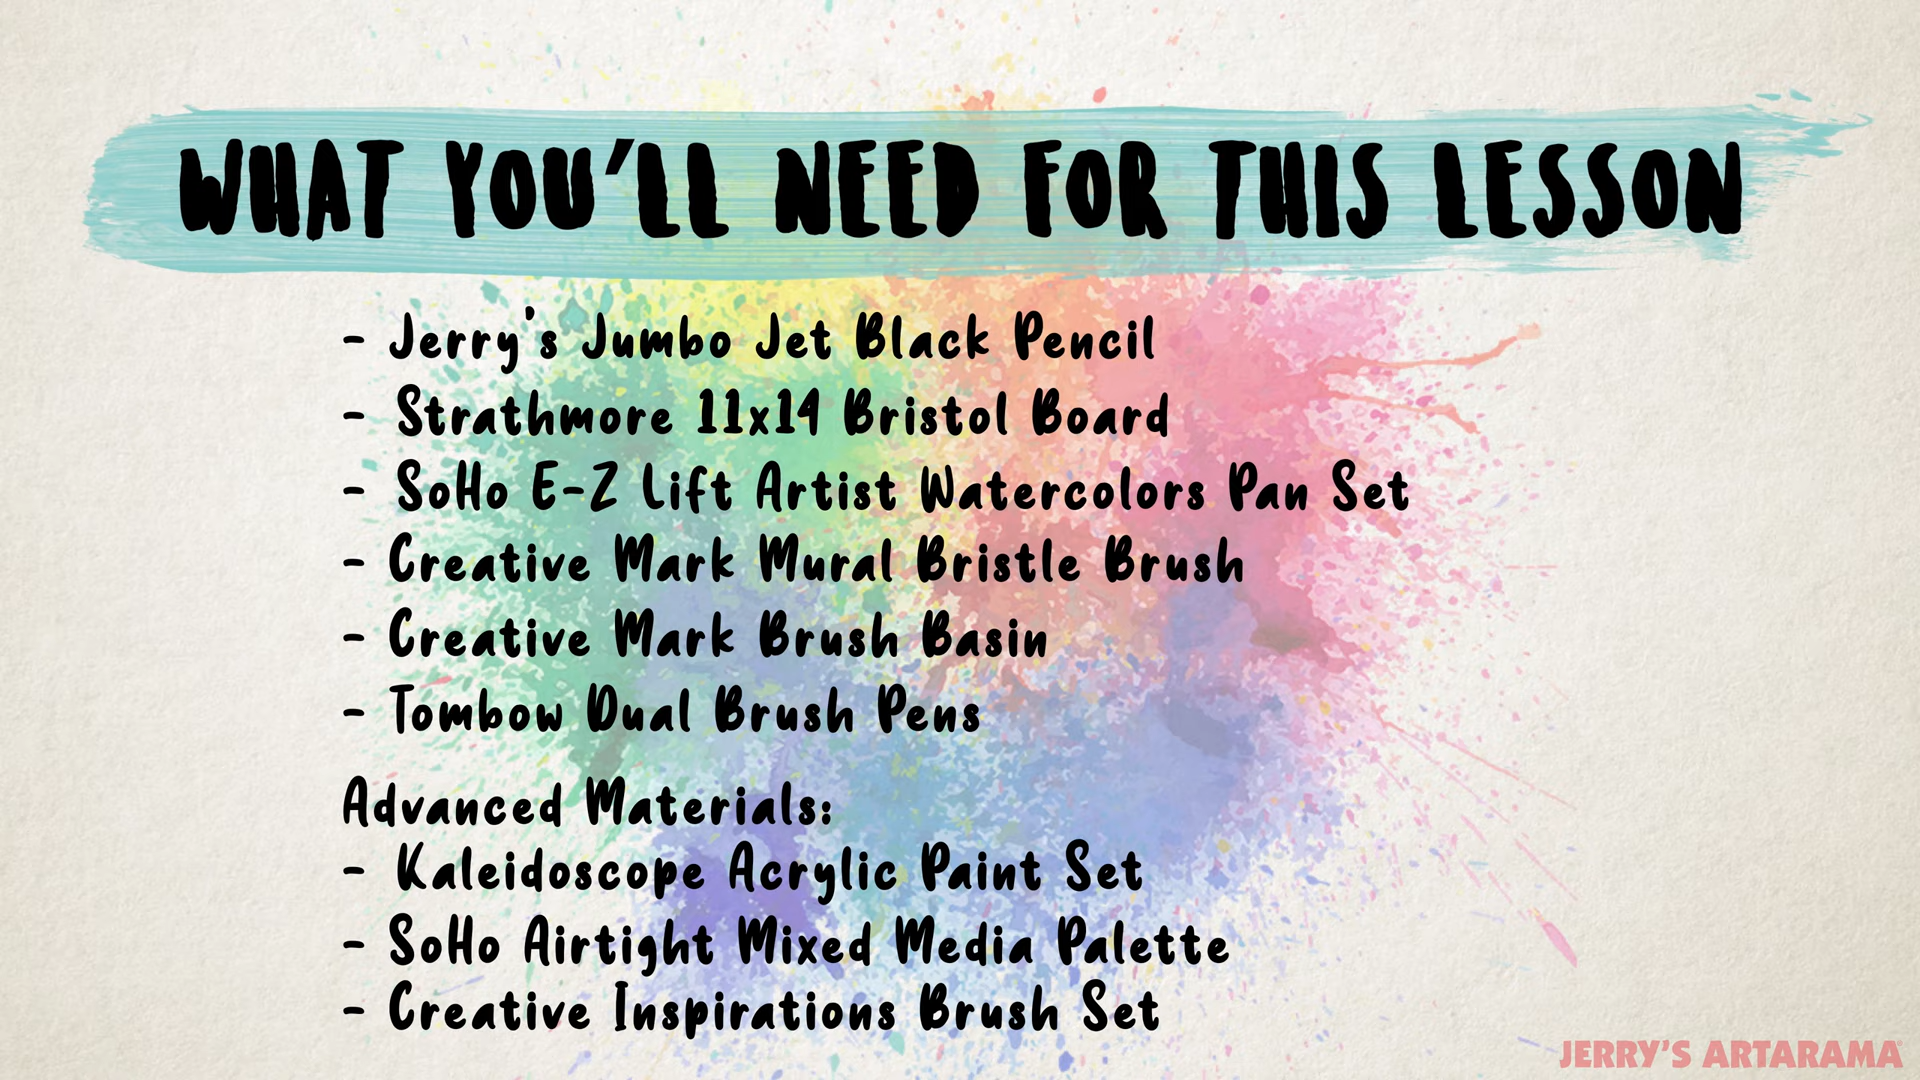 WHAT YOU'LL NEED FOR THIS LESSON
- Jerry's Jumbo Jet Black Pencil
- Strathmore 11x14 Bristol Board
- SoHo E-Z Lift Artist Watercolors Pan Set
- Creative Mark Mural Bristle Brush
- Creative Mark Brush Basin
- Tombow Dual Brush Pens
Advanced Materials:
- Kaleidoscope Acrylic Paint Set
- SoHo Airtight Mixed Media Palette
- Creative Inspirations Brush Set
JERRY'S ARTARAMA